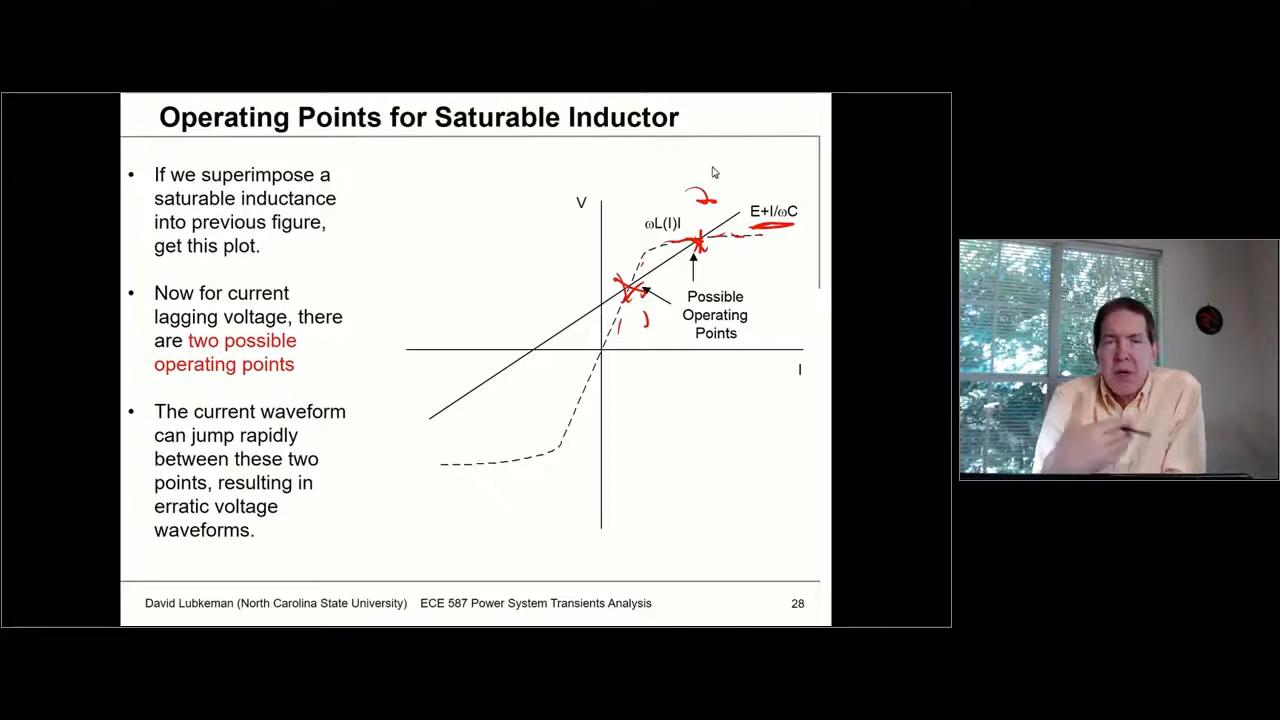 Operating Points for Saturable Inductor
• If we superimpose a
saturable inductance
into previous figure,
get this plot.
• Now for current
lagging voltage, there
are two possible
operating points
• The current waveform
can jump rapidly
between these two
points, resulting in
erratic voltage
waveforms.
V
2
ωL(I)I
E+I/ωC
1
Possible
Operating
Points
I
David Lubkeman (North Carolina State University) ECE 587 Power System Transients Analysis 28